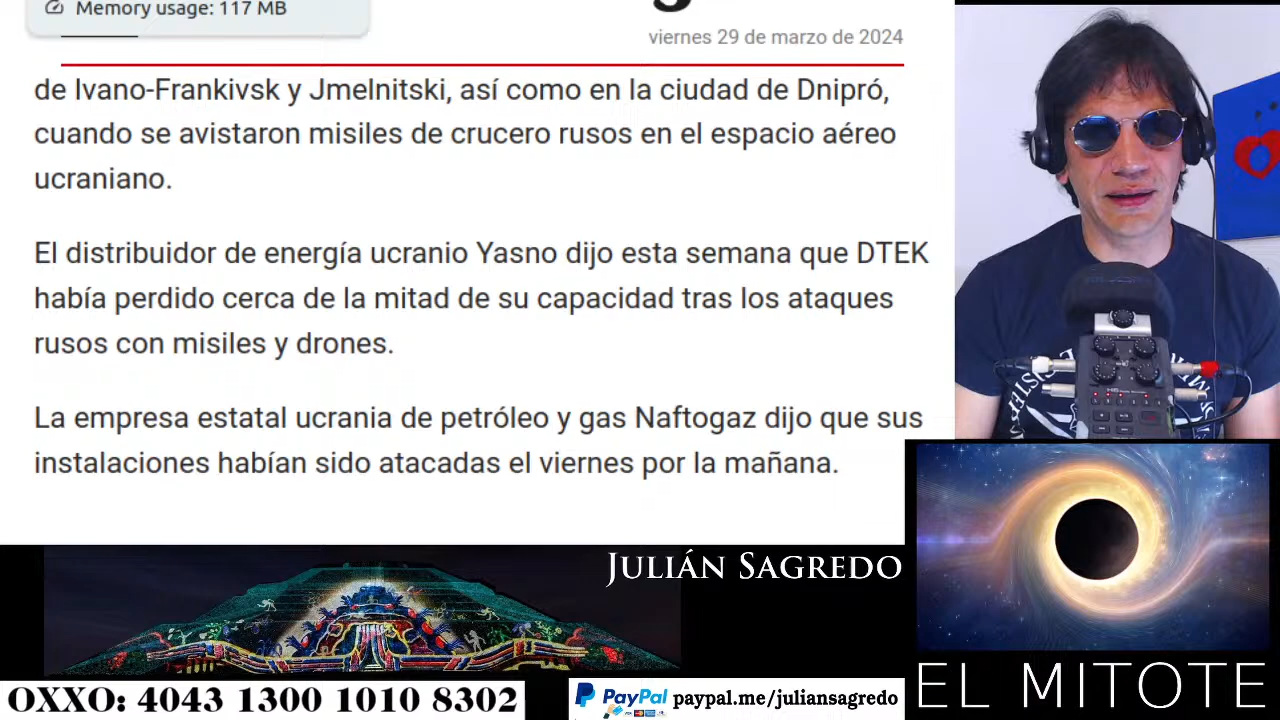 Memory usage: 117 MB
viernes 29 de marzo de 2024
de Ivano-Frankivsk y Jmelnitski, así como en la ciudad de Dnipró,
cuando se avistaron misiles de crucero rusos en el espacio aéreo
ucraniano.
El distribuidor de energía ucranio Yasno dijo esta semana que DTEK
había perdido cerca de la mitad de su capacidad tras los ataques
rusos con misiles y drones.
La empresa estatal ucrania de petróleo y gas Naftogaz dijo que sus
instalaciones habían sido atacadas el viernes por la mañana.
JULIÁN SAGREDO
EL MITOTE
OXXO: 4043 1300 1010 8302
PayPal paypal.me/juliansagredo